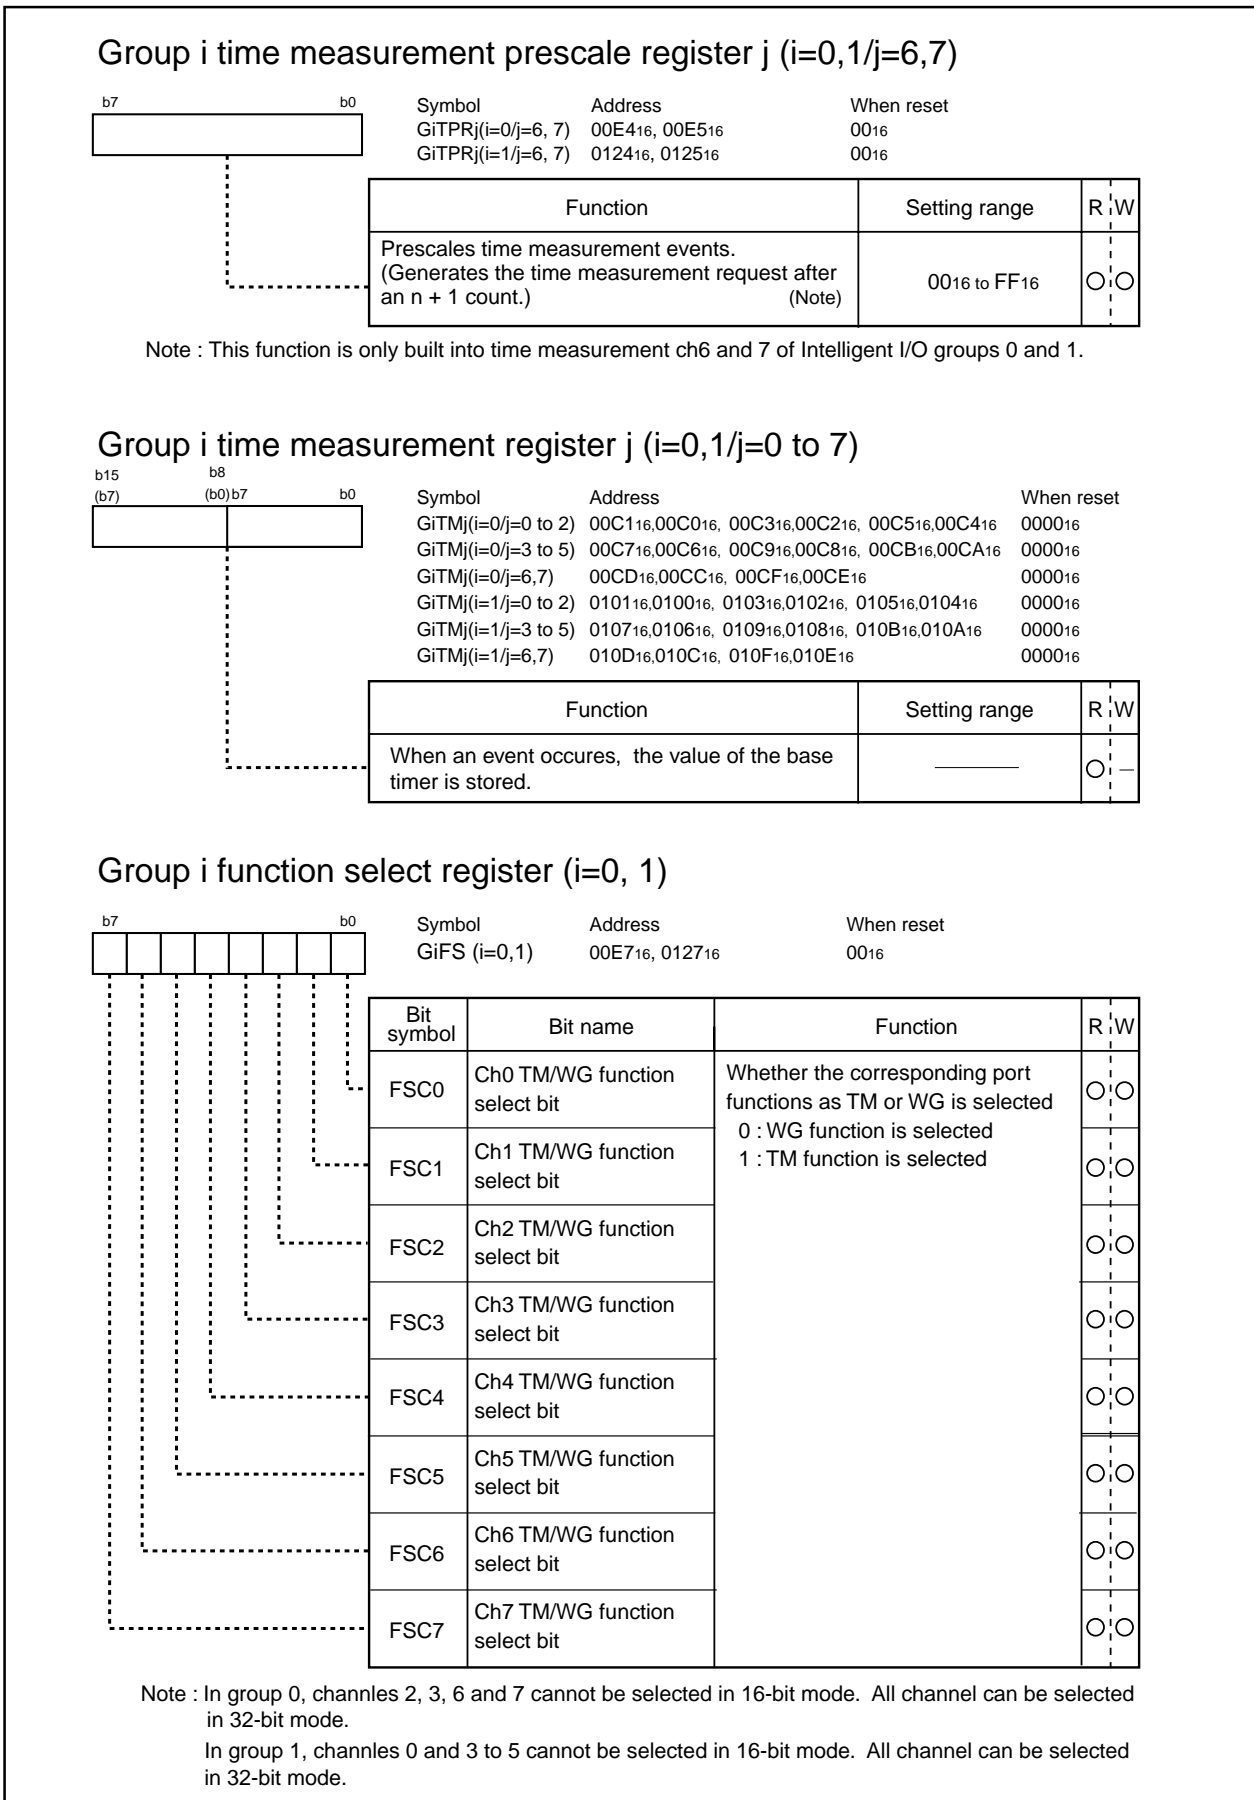 Group i time measurement prescale register j (i=0,1/j=6,7)
b7 b0
Symbol Address When reset
GiTPRj(i=0/j=6, 7) 00E416, 00E516 0016
GiTPRj(i=1/j=6, 7) 012416, 012516 0016
Function Setting range R W
Prescales time measurement events.
(Generates the time measurement request after
an n + 1 count.) (Note)
0016 to FF16
Note : This function is only built into time measurement ch6 and 7 of Intelligent I/O groups 0 and 1.
Group i time measurement register j (i=0,1/j=0 to 7)
b15 b8
(b7) (b0) b7 b0
Symbol Address When reset
GiTMj(i=0/j=0 to 2) 00C116,00C016, 00C316,00C216, 00C516,00C416 000016
GiTMj(i=0/j=3 to 5) 00C716,00C616, 00C916,00C816, 00CB16,00CA16 000016
GiTMj(i=0/j=6,7) 00CD16,00CC16, 00CF16,00CE16 000016
GiTMj(i=1/j=0 to 2) 010116,010016, 010316,010216, 010516,010416 000016
GiTMj(i=1/j=3 to 5) 010716,010616, 010916,010816, 010B16,010A16 000016
GiTMj(i=1/j=6,7) 010D16,010C16, 010F16,010E16 000016
Function Setting range R W
When an event occures, the value of the base
timer is stored.
Group i function select register (i=0, 1)
b7 b0
Symbol Address When reset
GiFS (i=0,1) 00E716, 012716 0016
Bit
symbol
Bit name Function R W
FSC0
Ch0 TM/WG function
select bit
Whether the corresponding port
functions as TM or WG is selected
0 : WG function is selected
1 : TM function is selected
FSC1
Ch1 TM/WG function
select bit
FSC2
Ch2 TM/WG function
select bit
FSC3
Ch3 TM/WG function
select bit
FSC4
Ch4 TM/WG function
select bit
FSC5
Ch5 TM/WG function
select bit
FSC6
Ch6 TM/WG function
select bit
FSC7
Ch7 TM/WG function
select bit
Note : In group 0, channles 2, 3, 6 and 7 cannot be selected in 16-bit mode. All channel can be selected
in 32-bit mode.
In group 1, channles 0 and 3 to 5 cannot be selected in 16-bit mode. All channel can be selected
in 32-bit mode.